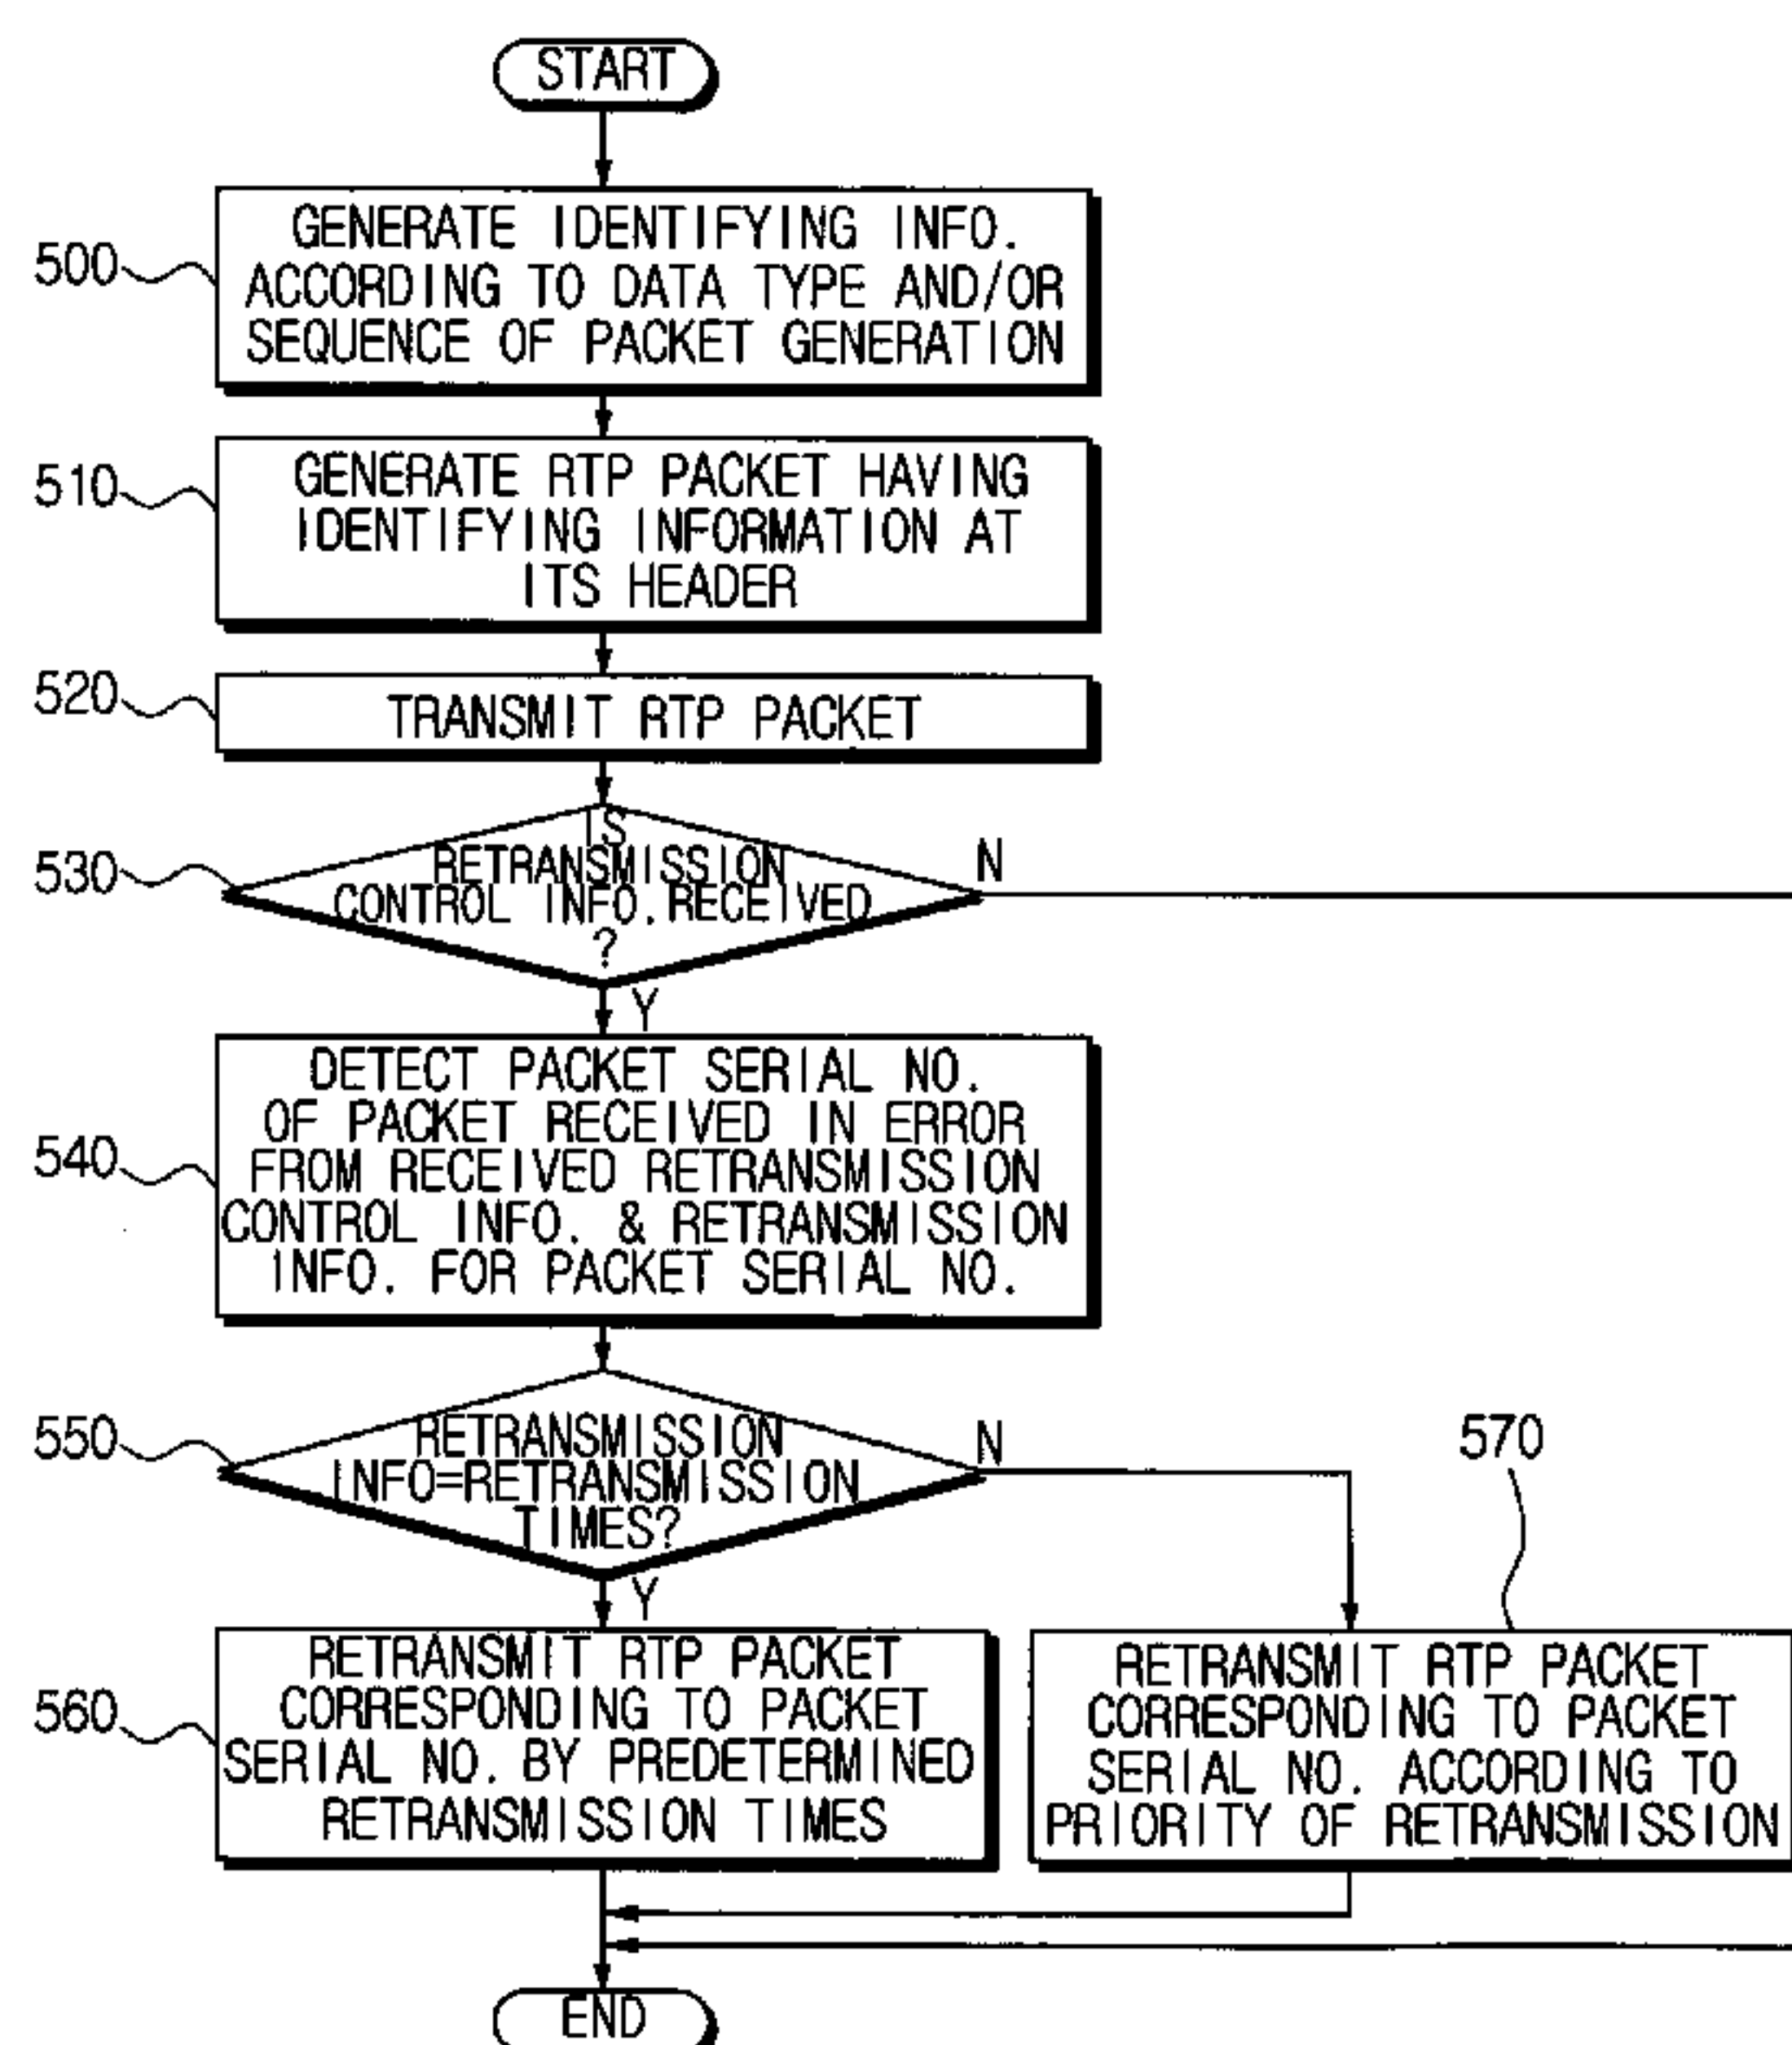 START
500
GENERATE IDENTIFYING INFO.
ACCORDING TO DATA TYPE AND/OR
SEQUENCE OF PACKET GENERATION
510
GENERATE RTP PACKET HAVING
IDENTIFYING INFORMATION AT
ITS HEADER
520
TRANSMIT RTP PACKET
530
IS
RETRANSMISSION
CONTROL INFO. RECEIVED
?
N
Y
540
DETECT PACKET SERIAL NO.
OF PACKET RECEIVED IN ERROR
FROM RECEIVED RETRANSMISSION
CONTROL INFO. & RETRANSMISSION
INFO. FOR PACKET SERIAL NO.
550
RETRANSMISSION
INFO=RETRANSMISSION
TIMES?
N
Y
560
RETRANSMIT RTP PACKET
CORRESPONDING TO PACKET
SERIAL NO. BY PREDETERMINED
RETRANSMISSION TIMES
570
RETRANSMIT RTP PACKET
CORRESPONDING TO PACKET
SERIAL NO. ACCORDING TO
PRIORITY OF RETRANSMISSION
END